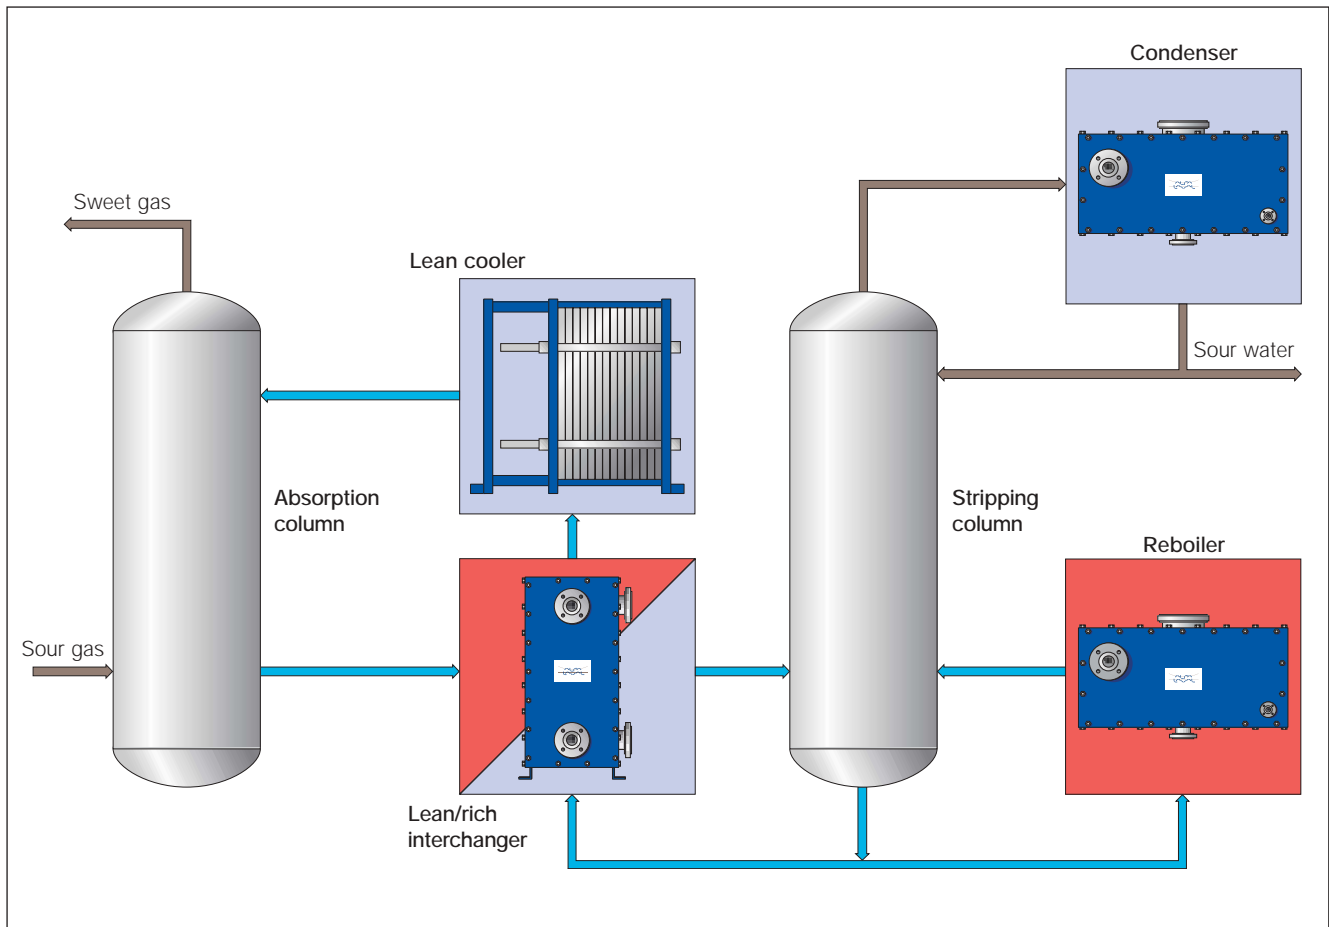 Condenser
Sweet gas
Lean cooler
Sour water
Absorption
column
Stripping
column
Reboiler
Sour gas
Lean/rich
interchanger